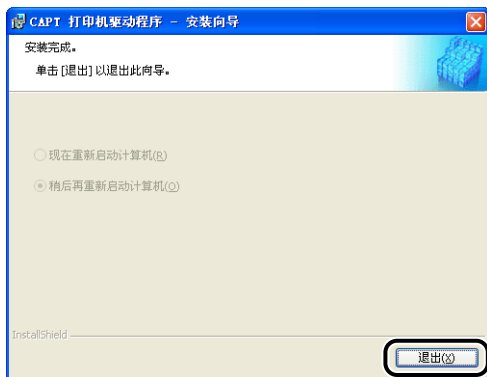 CAPT 打印机驱动程序 - 安装向导
安装完成。
单击 [退出] 以退出此向导。
现在重新启动计算机(R)
稍后再重新启动计算机(O)
InstallShield
退出(X)